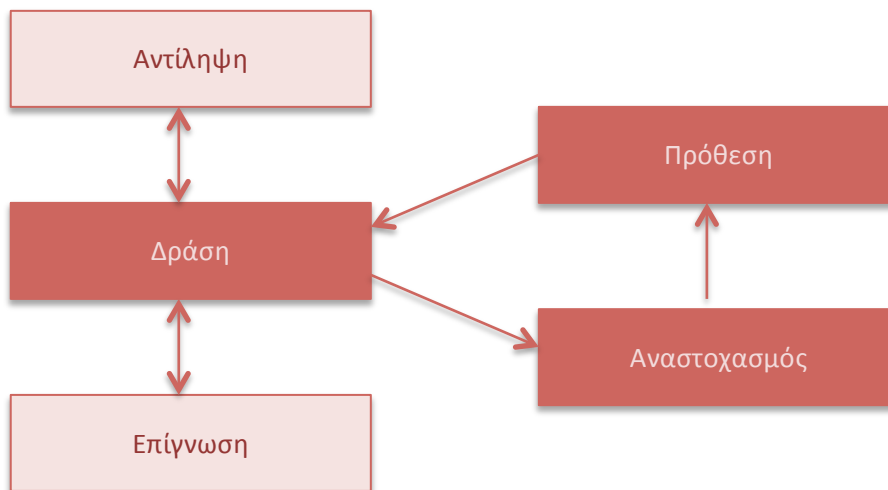 Αντίληψη
Πρόθεση
Δράση
Αναστοχασμός
Επίγνωση